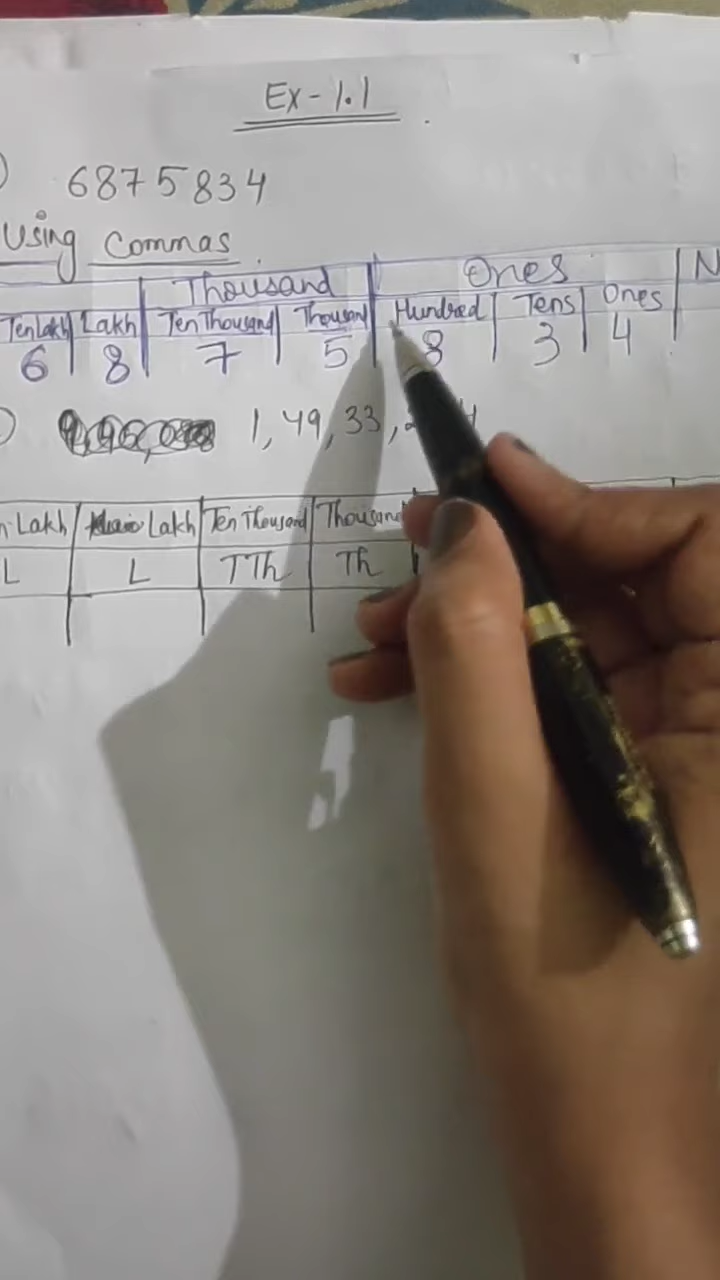 Ex-1.1
6875834
Using Commas
Thousand Ones N
Ten Lakh Lakh Ten Thousand Thousand Hundred Tens Ones
6 8 7 5 8 3 4
1,49,33,
Lakh Lakh Ten Thousand Thousand
L L TTh Th